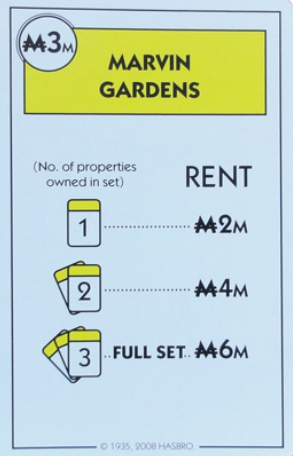 ₩3M
MARVIN
GARDENS
(No. of properties
owned in set)
RENT
1 ₩2M
2 ₩4M
3 FULL SET ₩6M
© 1935, 2008 HASBRO